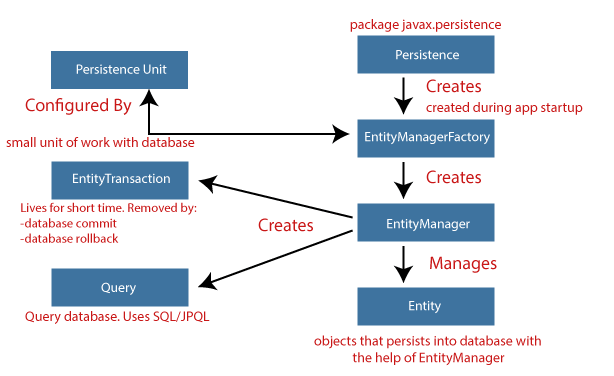 package javax.persistence
Persistence Unit
Persistence
Creates
Configured By
created during app startup
EntityManagerFactory
small unit of work with database
EntityTransaction
Creates
Lives for short time. Removed by:
-database commit
-database rollback
Creates
EntityManager
Manages
Query
Entity
Query database. Uses SQL/JPQL
objects that persists into database with
the help of EntityManager